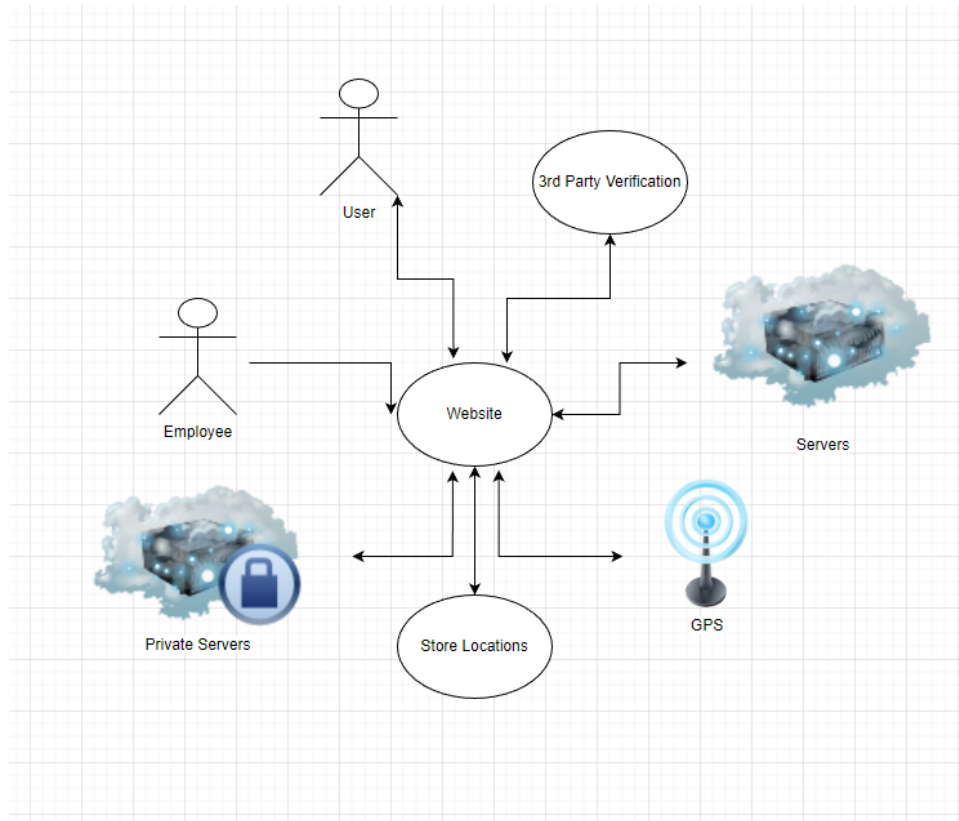 User
3rd Party Verification
Employee
Website
Servers
Private Servers
Store Locations
GPS